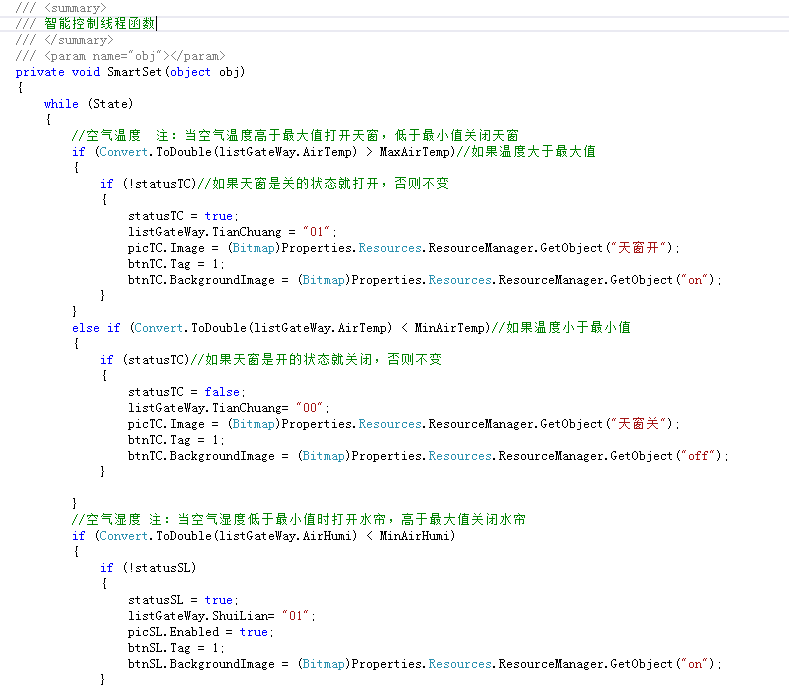 /// <summary>
/// 智能控制线程函数
/// </summary>
/// <param name="obj"></param>
private void SmartSet(object obj)
{
    while (State)
    {
        //空气温度  注：当空气温度高于最大值打开天窗，低于最小值关闭天窗
        if (Convert.ToDouble(listGateWay.AirTemp) > MaxAirTemp)//如果温度大于最大值
        {
            if (!statusTC)//如果天窗是关的状态就打开，否则不变
            {
                statusTC = true;
                listGateWay.TianChuang = "01";
                picTC.Image = (Bitmap)Properties.Resources.ResourceManager.GetObject("天窗开");
                btnTC.Tag = 1;
                btnTC.BackgroundImage = (Bitmap)Properties.Resources.ResourceManager.GetObject("on");
            }
        }
        else if (Convert.ToDouble(listGateWay.AirTemp) < MinAirTemp)//如果温度小于最小值
        {
            if (statusTC)//如果天窗是开的状态就关闭，否则不变
            {
                statusTC = false;
                listGateWay.TianChuang= "00";
                picTC.Image = (Bitmap)Properties.Resources.ResourceManager.GetObject("天窗关");
                btnTC.Tag = 1;
                btnTC.BackgroundImage = (Bitmap)Properties.Resources.ResourceManager.GetObject("off");
            }

        }
        //空气湿度 注：当空气湿度低于最小值时打开水帘，高于最大值关闭水帘
        if (Convert.ToDouble(listGateWay.AirHumi) < MinAirHumi)
        {
            if (!statusSL)
            {
                statusSL = true;
                listGateWay.ShuiLian= "01";
                picSL.Enabled = true;
                btnSL.Tag = 1;
                btnSL.BackgroundImage = (Bitmap)Properties.Resources.ResourceManager.GetObject("on");
            }